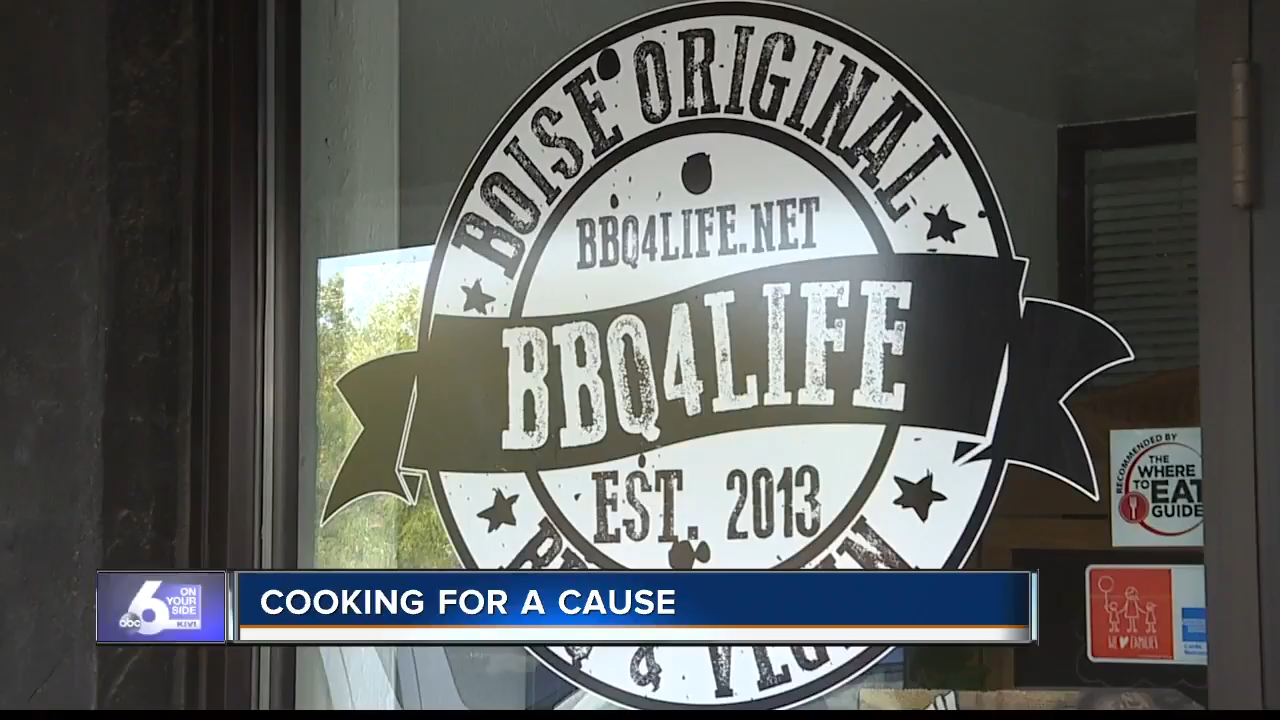 BOISE ORIGINAL
BBQ4LIFE.NET
BBQ4LIFE
EST. 2013
&
RECOMMENDED BY
THE
WHERE
TO EAT
GUIDE
WE FAMILIES
abc 6 ON
YOUR
SIDE
KIVI
COOKING FOR A CAUSE